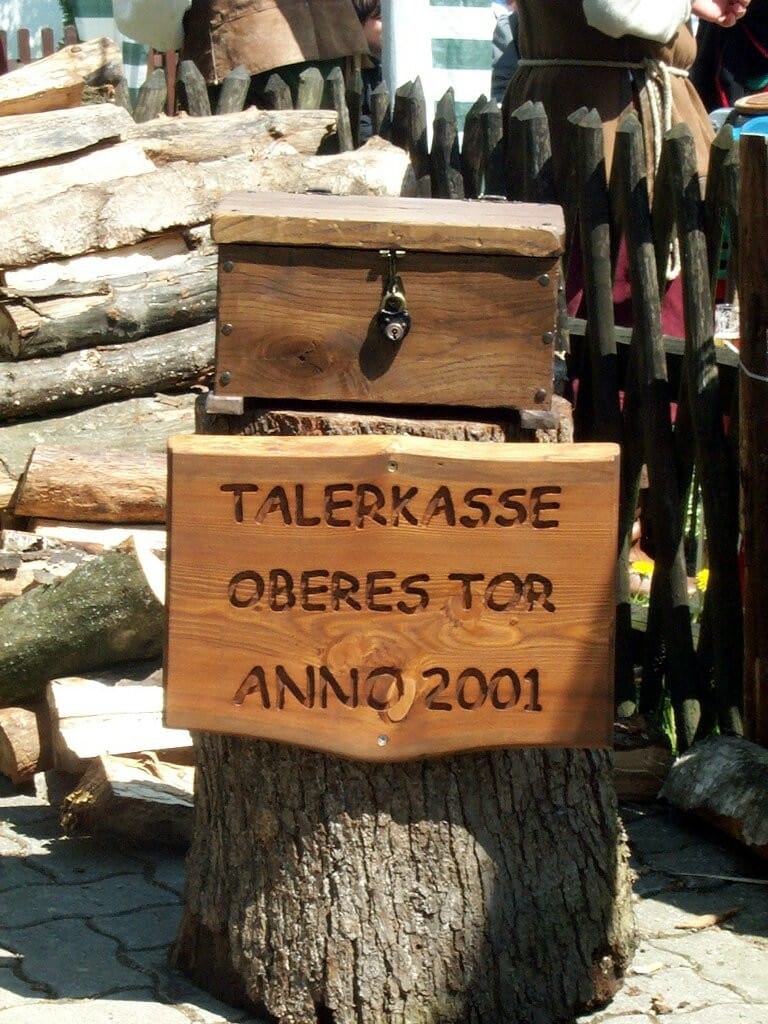 TALERKASSE
OBERES TOR
ANNO 2001